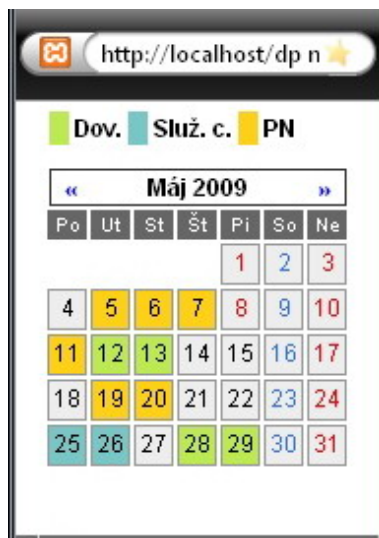 http://localhost/dp n
Dov. Služ. c. PN
« Máj 2009 »
Po Ut St Št Pi So Ne
1 2 3
4 5 6 7 8 9 10
11 12 13 14 15 16 17
18 19 20 21 22 23 24
25 26 27 28 29 30 31